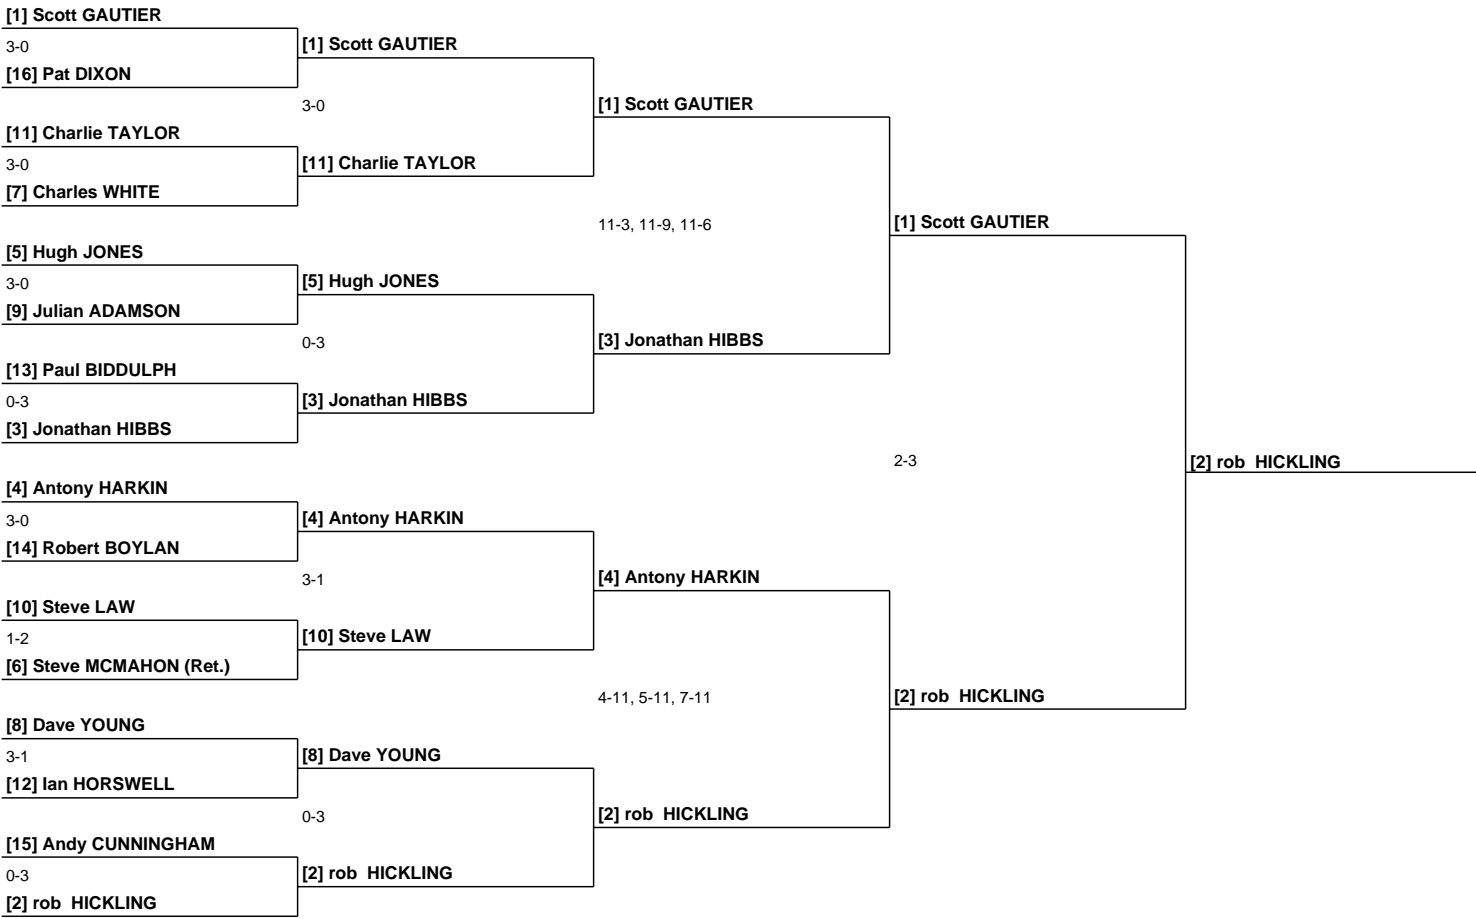 [1] Scott GAUTIER
3-0
[16] Pat DIXON
[11] Charlie TAYLOR
3-0
[7] Charles WHITE
[5] Hugh JONES
3-0
[9] Julian ADAMSON
[13] Paul BIDDULPH
0-3
[3] Jonathan HIBBS
[4] Antony HARKIN
3-0
[14] Robert BOYLAN
[10] Steve LAW
1-2
[6] Steve MCMAHON (Ret.)
[8] Dave YOUNG
3-1
[12] Ian HORSWELL
[15] Andy CUNNINGHAM
0-3
[2] rob  HICKLING
[1] Scott GAUTIER
3-0
[11] Charlie TAYLOR
[5] Hugh JONES
0-3
[3] Jonathan HIBBS
[4] Antony HARKIN
3-1
[10] Steve LAW
[8] Dave YOUNG
0-3
[2] rob  HICKLING
[1] Scott GAUTIER
11-3, 11-9, 11-6
[3] Jonathan HIBBS
[4] Antony HARKIN
4-11, 5-11, 7-11
[2] rob  HICKLING
[1] Scott GAUTIER
2-3
[2] rob  HICKLING
[2] rob  HICKLING